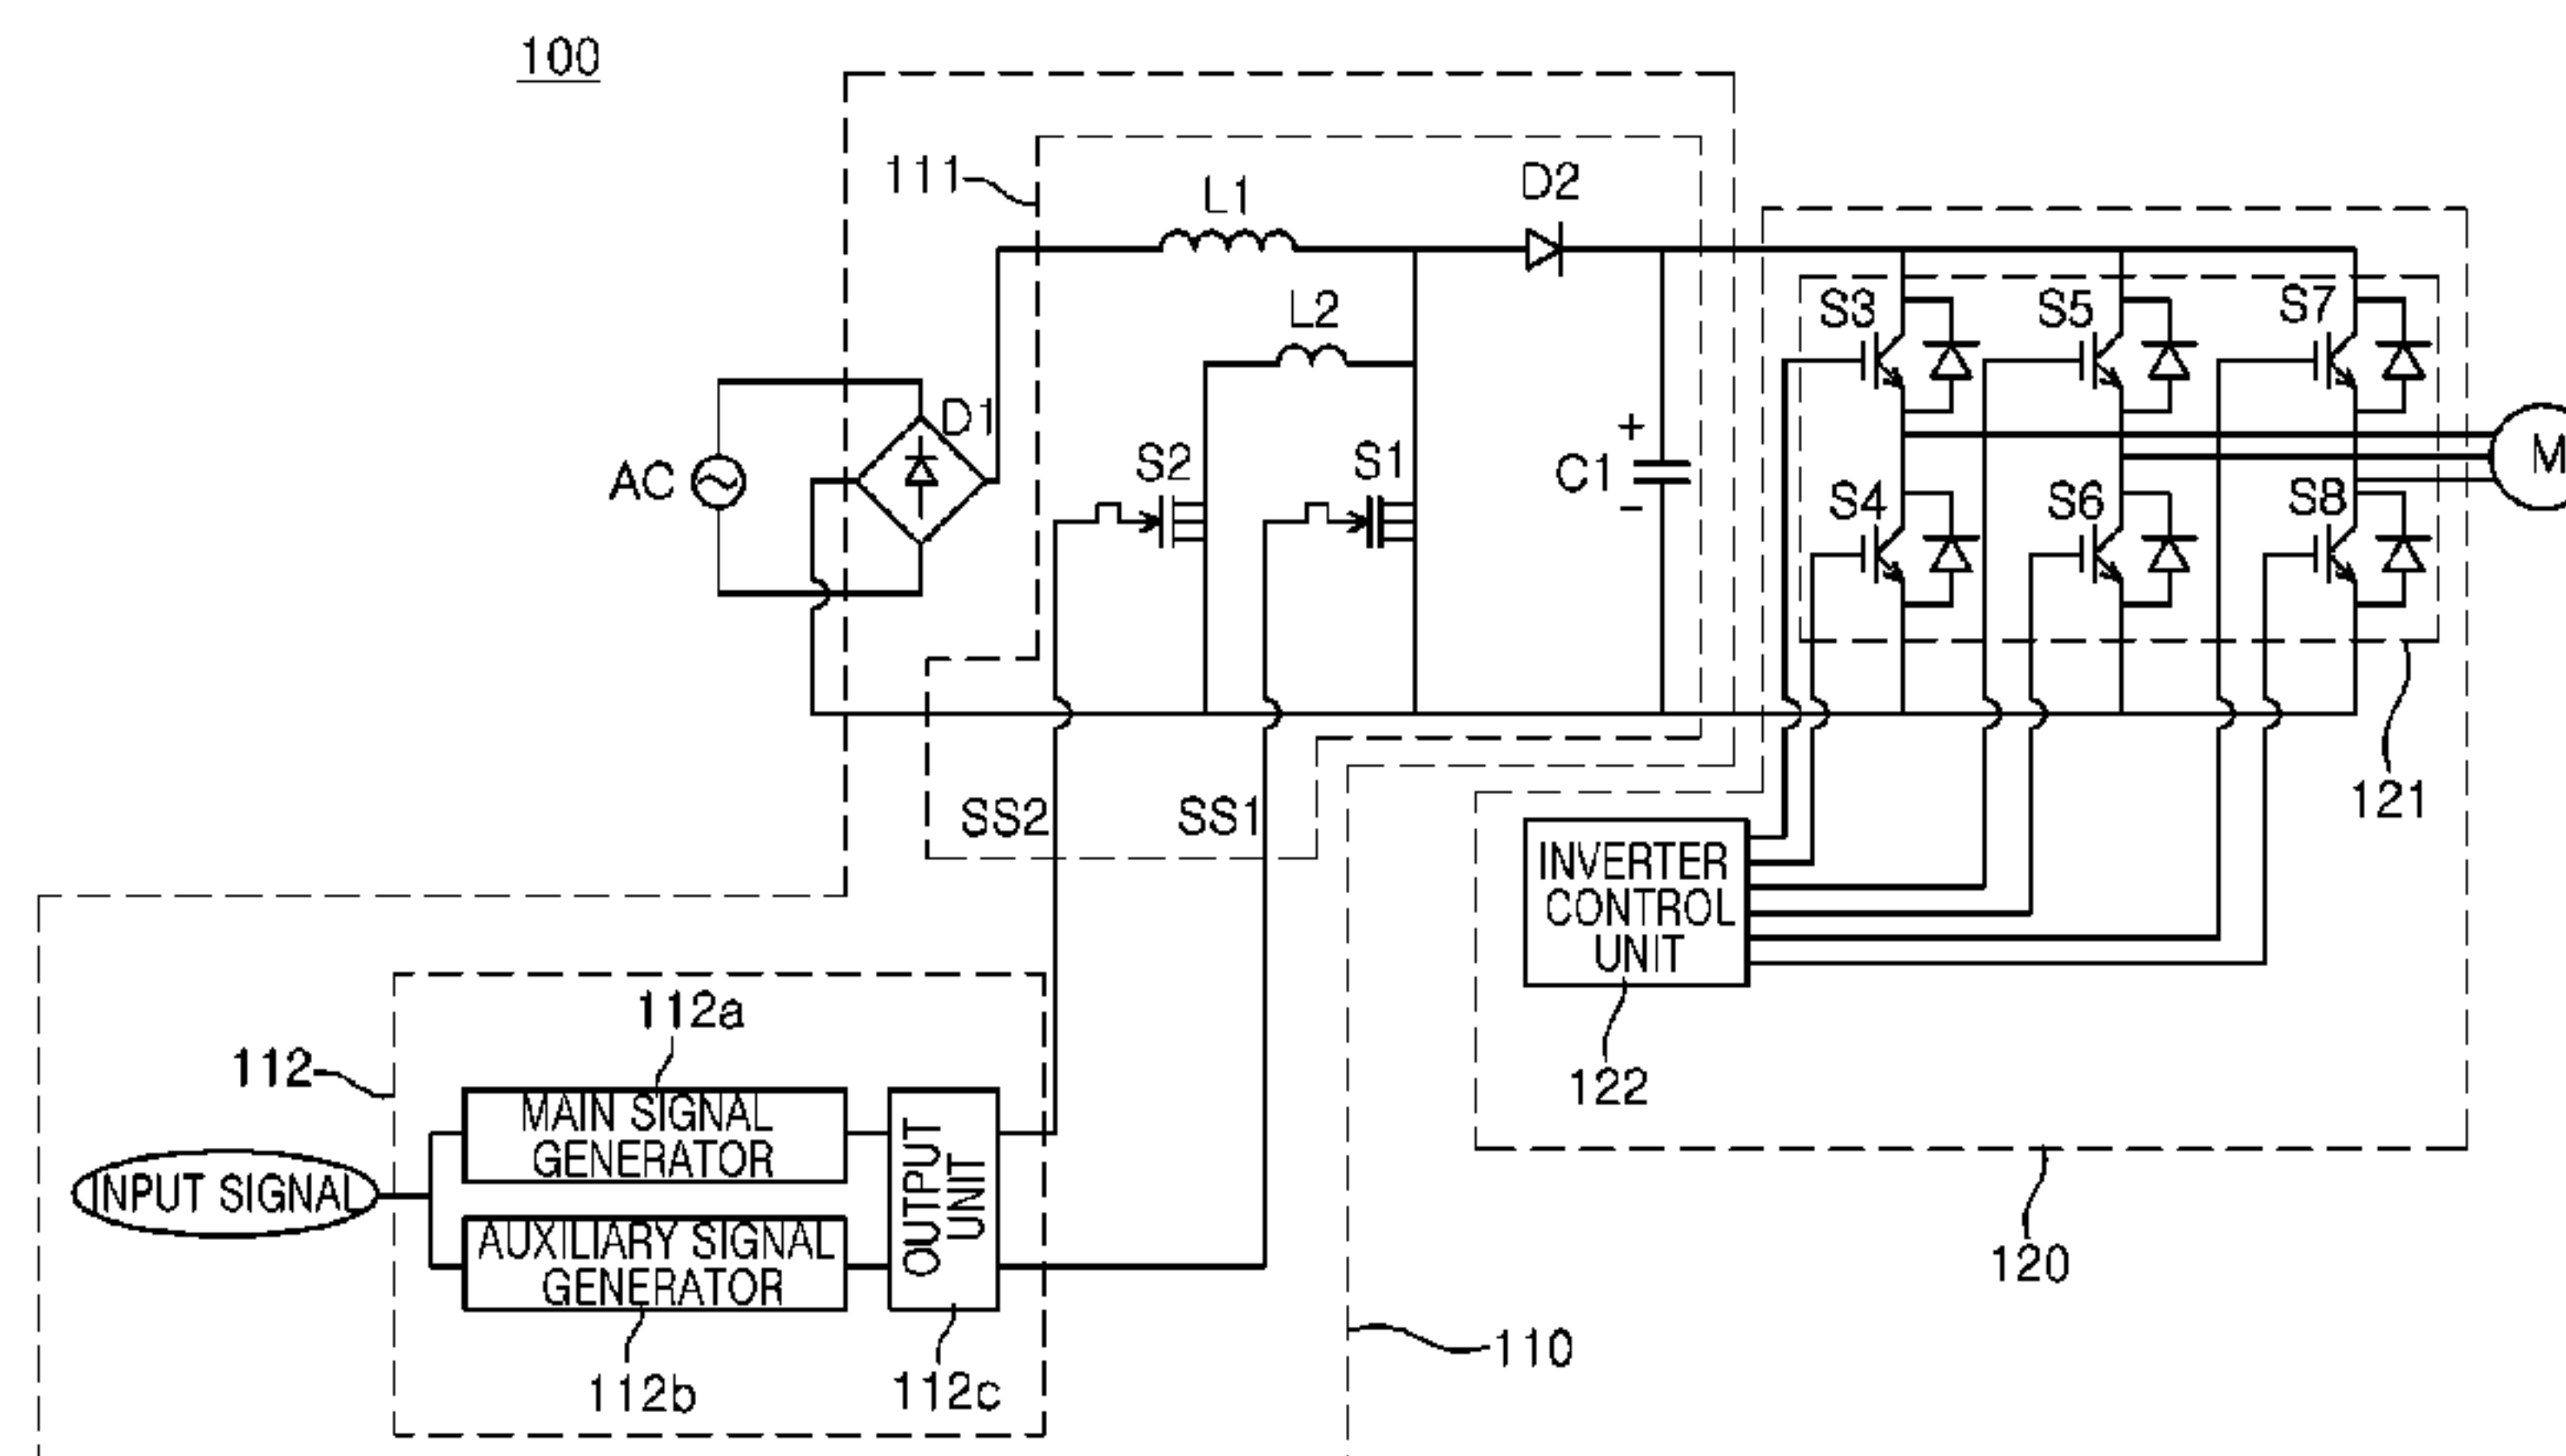 100
111
L1
D2
L2
S3
S5
S7
D1
AC
S2
S1
+
C1
-
M
S4
S6
S8
121
SS2
SS1
INVERTER
CONTROL
UNIT
122
112a
112
MAIN SIGNAL
GENERATOR
INPUT SIGNAL
OUTPUT
UNIT
AUXILIARY SIGNAL
GENERATOR
112b
112c
120
110